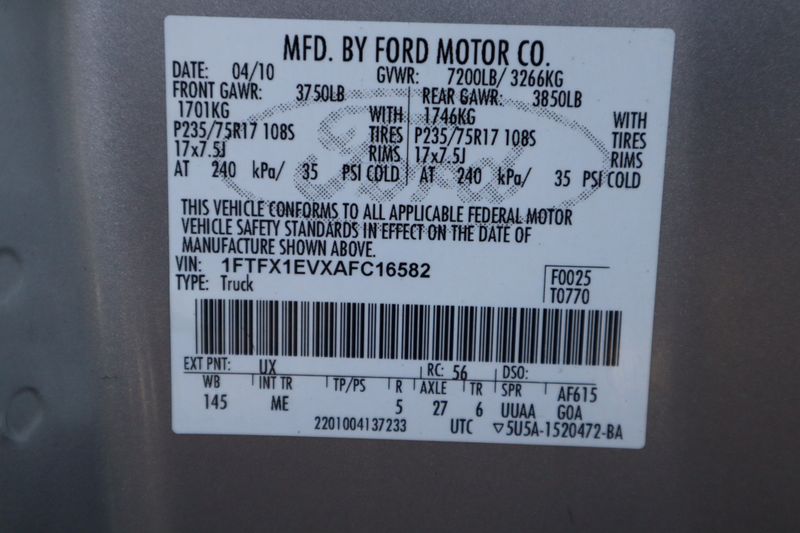 MFD. BY FORD MOTOR CO.
DATE: 04/10 GVWR: 7200LB/ 3266KG
FRONT GAWR: 3750LB REAR GAWR: 3850LB
1701KG WITH 1746KG WITH
P235/75R17 108S TIRES P235/75R17 108S TIRES
17x7.5J RIMS 17x7.5J RIMS
AT 240 kPa/ 35 PSI COLD AT 240 kPa/ 35 PSI COLD
Ford
THIS VEHICLE CONFORMS TO ALL APPLICABLE FEDERAL MOTOR
VEHICLE SAFETY STANDARDS IN EFFECT ON THE DATE OF
MANUFACTURE SHOWN ABOVE.
VIN: 1FTFX1EVXAFC16582 F0025
TYPE: Truck T0770
EXT PNT: UX RC: 56 DSO:
WB INT TR TP/PS R AXLE TR SPR AF615
145 ME 5 27 6 UUAA GOA
2201004137233 UTC ▽5U5A-1520472-BA